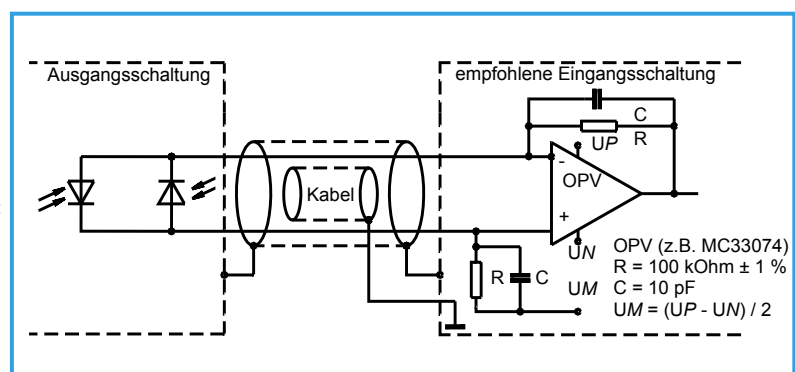 Ausgangsschaltung
empfohlene Eingangsschaltung
C
R
UP
-
OPV
+
Kabel
UN
OPV (z.B. MC33074)
R = 100 kOhm ± 1 %
R
C
UM
C = 10 pF
UM = (UP - UN) / 2